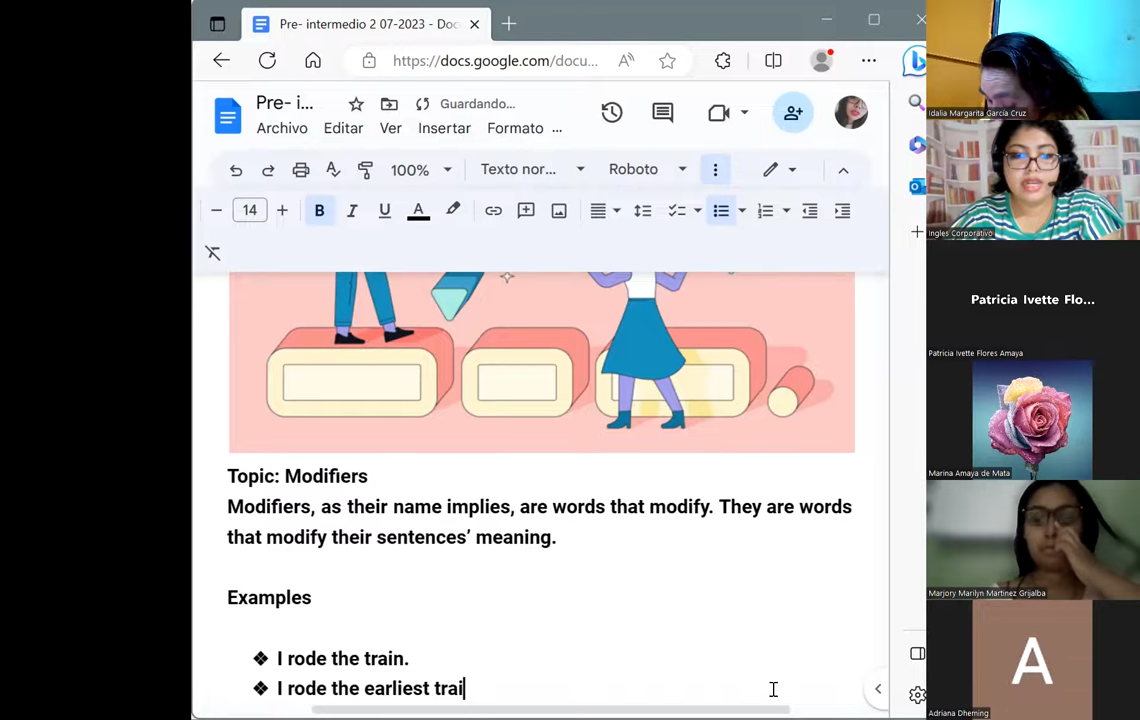 Pre- intermedio 2 07-2023 - Doc
https://docs.google.com/docu...
Pre- i...
Guardando...
Archivo Editar Ver Insertar Formato ...
100% Texto nor... Roboto
14 B I U A
Topic: Modifiers
Modifiers, as their name implies, are words that modify. They are words
that modify their sentences’ meaning.
Examples
❖ I rode the train.
❖ I rode the earliest trai
Idalia Margarita García Cruz
Ingles Corporativo
Patricia Ivette Flo...
Patricia Ivette Flores Amaya
Marina Amaya de Mata
Marjory Marilyn Martinez Grijalba
A
Adriana Dheming